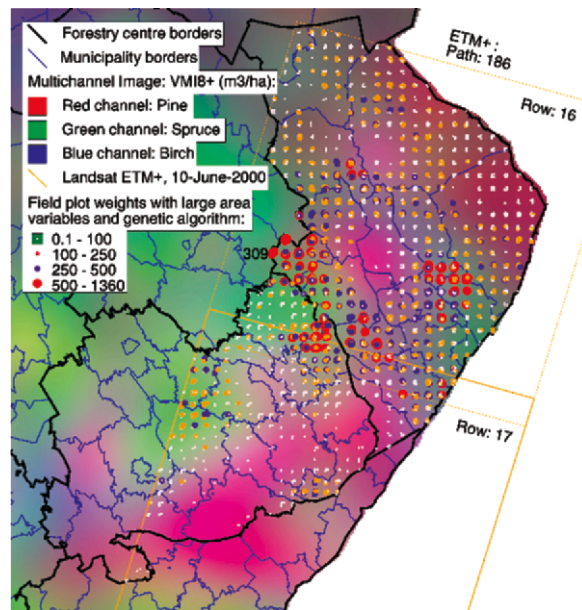 Forestry centre borders
Municipality borders
Multichannel Image: VMI8+ (m3/ha):
Red channel: Pine
Green channel: Spruce
Blue channel: Birch
Landsat ETM+, 10-June-2000
Field plot weights with large area
variables and genetic algorithm:
0.1 - 100
100 - 250
250 - 500
500 - 1360
ETM+ :
Path: 186
Row: 16
309
Row: 17